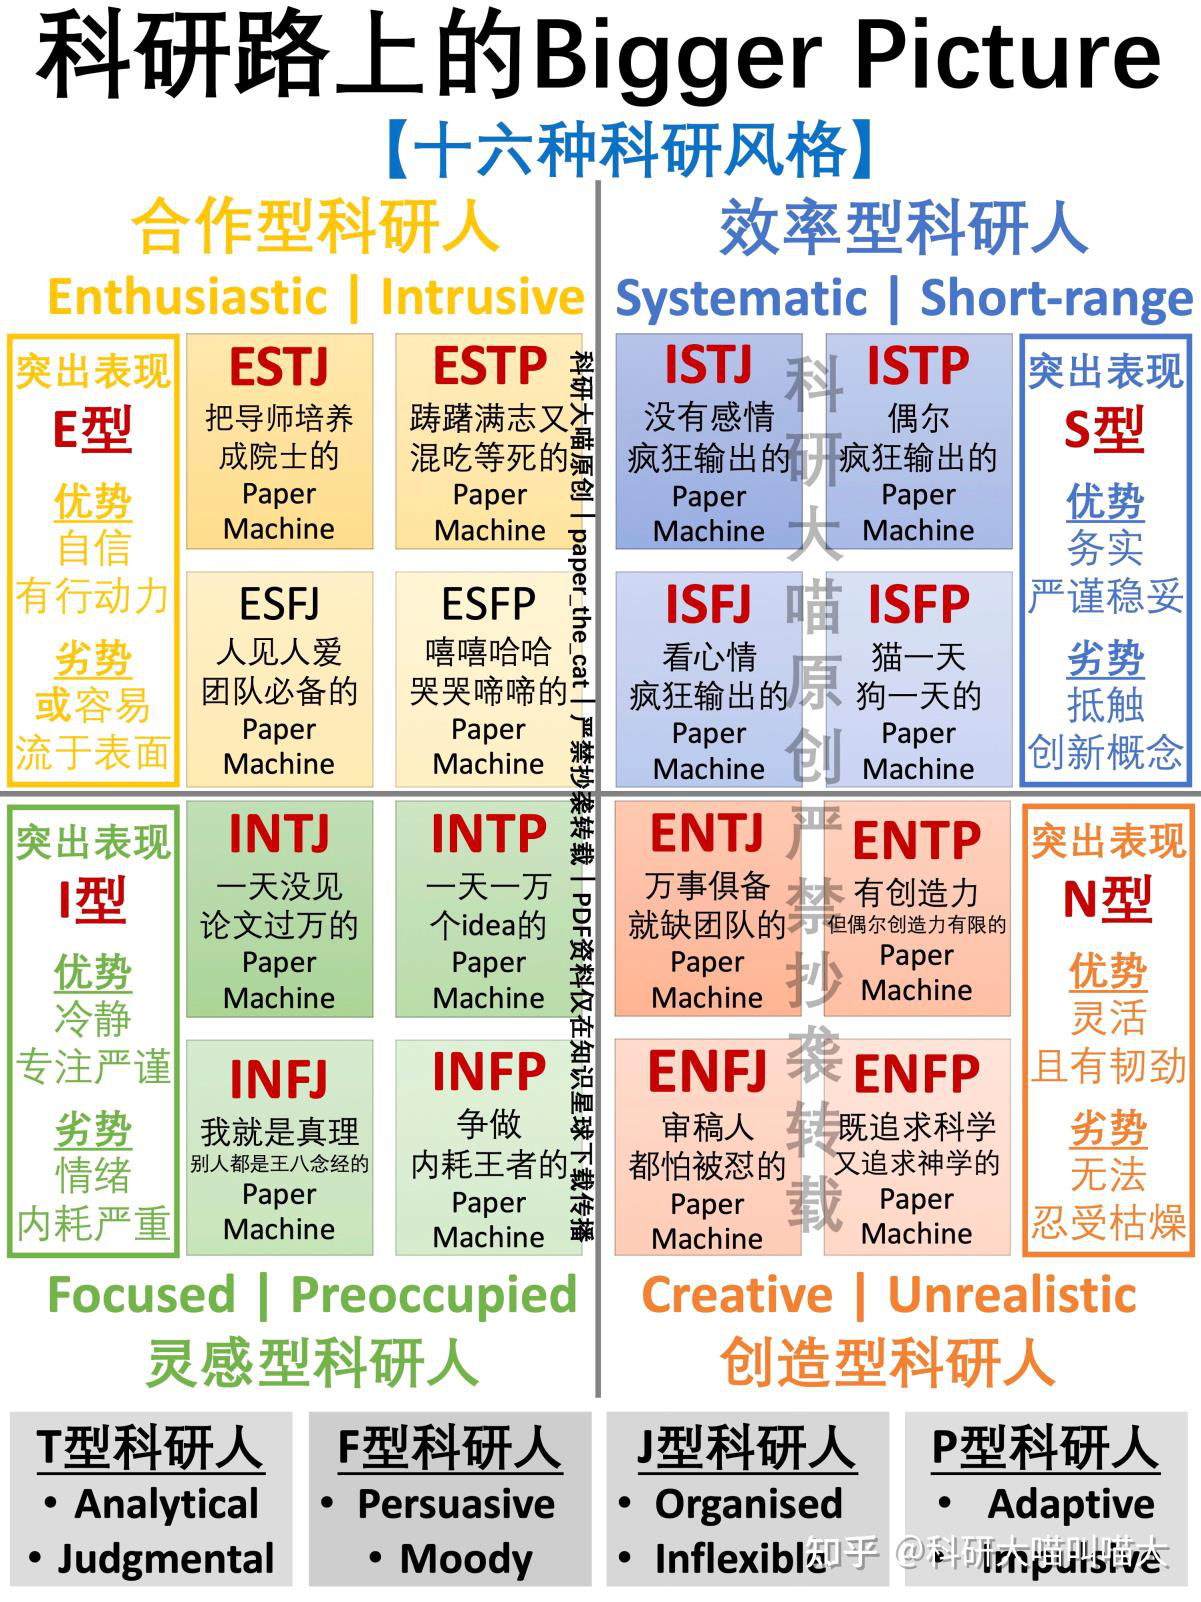 科研路上的Bigger Picture
【十六种科研风格】
合作型科研人
Enthusiastic | Intrusive
突出表现
E型
优势
自信
有行动力
劣势
或容易
流于表面
ESTJ
把导师培养
成院士的
Paper
Machine
ESTP
踌躇满志又
混吃等死的
Paper
Machine
ESFJ
人见人爱
团队必备的
Paper
Machine
ESFP
嘻嘻哈哈
哭哭啼啼的
Paper
Machine
效率型科研人
Systematic | Short-range
ISTJ
没有感情
疯狂输出的
Paper
Machine
ISTP
偶尔
疯狂输出的
Paper
Machine
ISFJ
看心情
疯狂输出的
Paper
Machine
ISFP
猫一天
狗一天的
Paper
Machine
突出表现
S型
优势
务实
严谨稳妥
劣势
抵触
创新概念
突出表现
I型
优势
冷静
专注严谨
劣势
情绪
内耗严重
INTJ
一天没见
论文过万的
Paper
Machine
INTP
一天一万
个idea的
Paper
Machine
INFJ
我就是真理
别人都是王八念经的
Paper
Machine
INFP
争做
内耗王者的
Paper
Machine
Focused | Preoccupied
灵感型科研人
ENTJ
万事俱备
就缺团队的
Paper
Machine
ENTP
有创造力
但偶尔创造力有限的
Paper
Machine
ENFJ
审稿人
都怕被怼的
Paper
Machine
ENFP
既追求科学
又追求神学的
Paper
Machine
突出表现
N型
优势
灵活
且有韧劲
劣势
无法
忍受枯燥
Creative | Unrealistic
创造型科研人
科研大喵原创 | paper_the_cat | 严禁抄袭转载 | PDF资料仅在知识星球下载传播
科研大喵原创严禁抄袭转载
T型科研人
• Analytical
• Judgmental
F型科研人
• Persuasive
• Moody
J型科研人
• Organised
• Inflexible
P型科研人
• Adaptive
• Impulsive
知乎 @科研大喵叫喵大